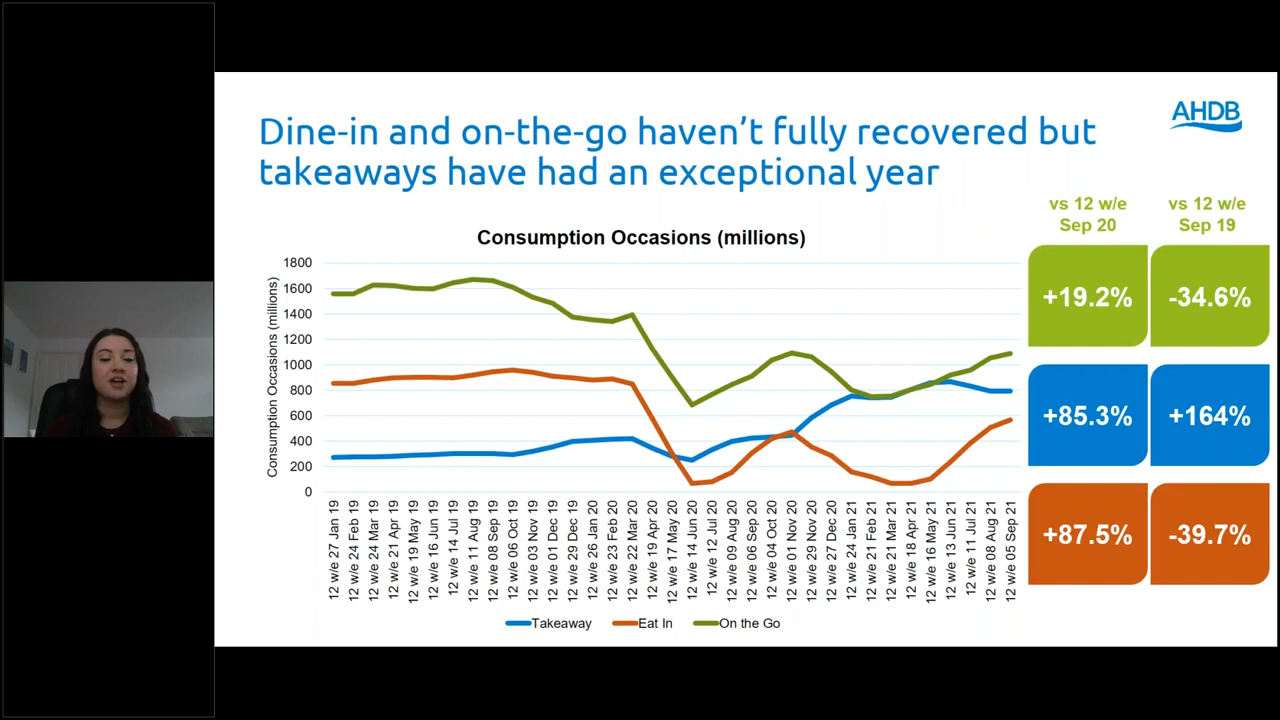 Dine-in and on-the-go haven’t fully recovered but
takeaways have had an exceptional year
AHDB
vs 12 w/e
Sep 20
vs 12 w/e
Sep 19
Consumption Occasions (millions)
Consumption Occasions (millions)
1800
1600
1400
1200
1000
800
600
400
200
0
12 w/e 27 Jan 19
12 w/e 24 Feb 19
12 w/e 24 Mar 19
12 w/e 21 Apr 19
12 w/e 19 May 19
12 w/e 16 Jun 19
12 w/e 14 Jul 19
12 w/e 11 Aug 19
12 w/e 08 Sep 19
12 w/e 06 Oct 19
12 w/e 03 Nov 19
12 w/e 01 Dec 19
12 w/e 29 Dec 19
12 w/e 26 Jan 20
12 w/e 23 Feb 20
12 w/e 22 Mar 20
12 w/e 19 Apr 20
12 w/e 17 May 20
12 w/e 14 Jun 20
12 w/e 12 Jul 20
12 w/e 09 Aug 20
12 w/e 06 Sep 20
12 w/e 04 Oct 20
12 w/e 01 Nov 20
12 w/e 29 Nov 20
12 w/e 27 Dec 20
12 w/e 24 Jan 21
12 w/e 21 Feb 21
12 w/e 21 Mar 21
12 w/e 18 Apr 21
12 w/e 16 May 21
12 w/e 13 Jun 21
12 w/e 11 Jul 21
12 w/e 08 Aug 21
12 w/e 05 Sep 21
Takeaway
Eat In
On the Go
+19.2%
-34.6%
+85.3%
+164%
+87.5%
-39.7%